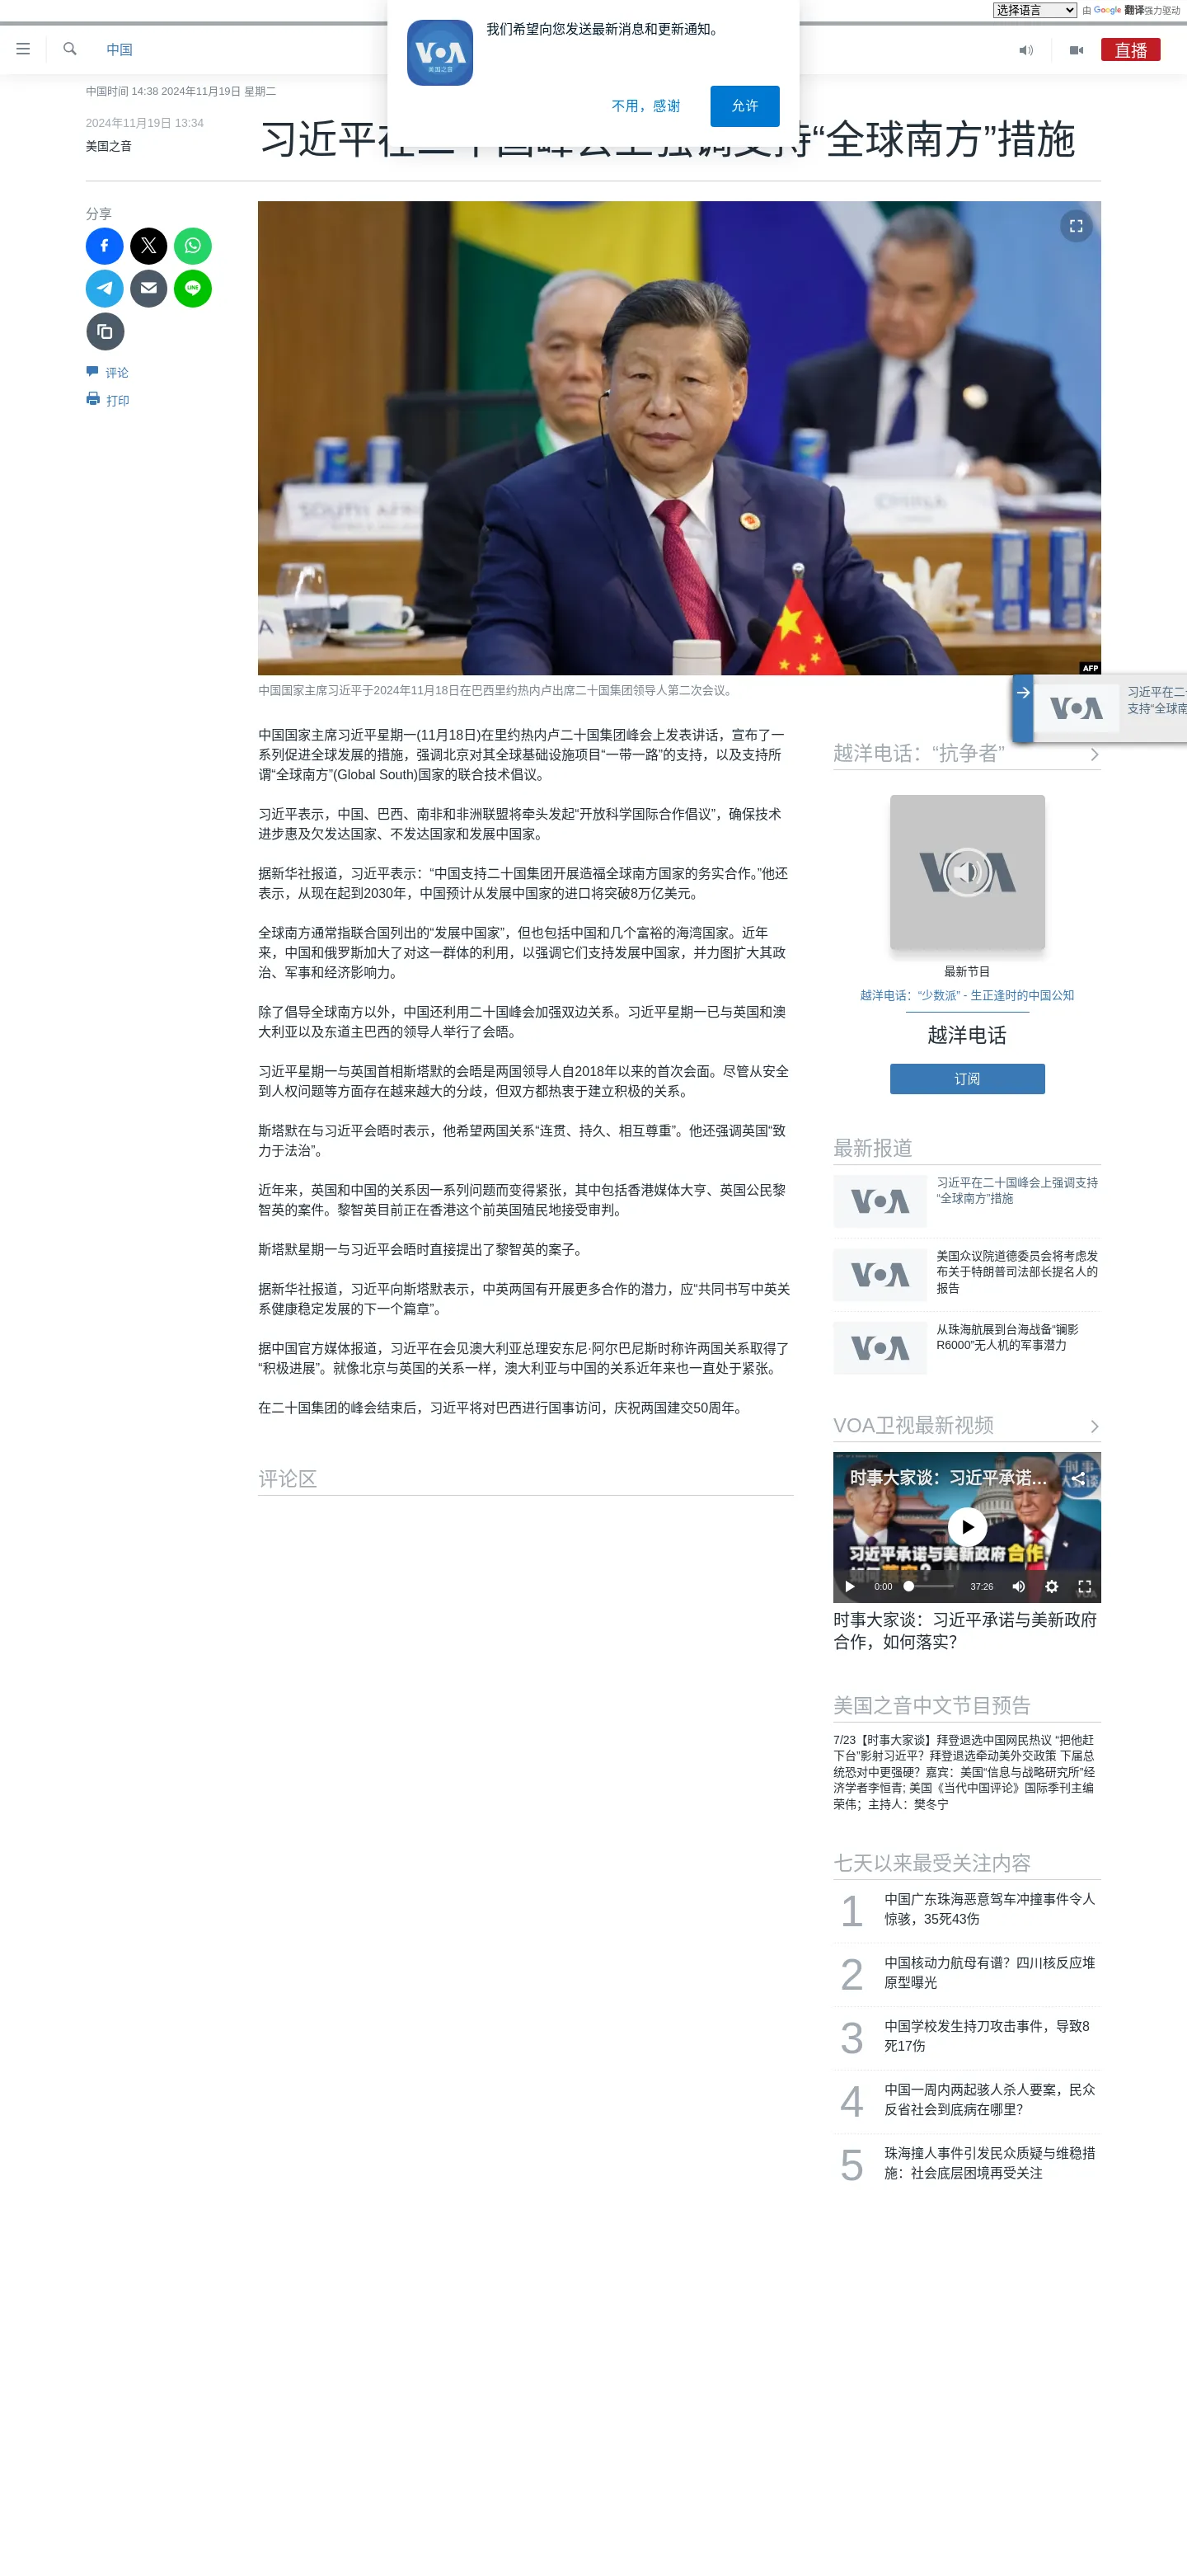 选择语言
由 Google 翻译强力驱动
我们希望向您发送最新消息和更新通知。
VOA
美国之音
不用，感谢
允许
中国
直播
中国时间 14:38 2024年11月19日 星期二
2024年11月19日 13:34
美国之音
习近平在二十国峰会上强调支持“全球南方”措施
分享
评论
打印
SOUTH AFRICA
CHINA
AFP
中国国家主席习近平于2024年11月18日在巴西里约热内卢出席二十国集团领导人第二次会议。
VOA
习近平在二十
支持“全球南
中国国家主席习近平星期一(11月18日)在里约热内卢二十国集团峰会上发表讲话，宣布了一
系列促进全球发展的措施，强调北京对其全球基础设施项目“一带一路”的支持，以及支持所
谓“全球南方”(Global South)国家的联合技术倡议。
习近平表示，中国、巴西、南非和非洲联盟将牵头发起“开放科学国际合作倡议”，确保技术
进步惠及欠发达国家、不发达国家和发展中国家。
据新华社报道，习近平表示：“中国支持二十国集团开展造福全球南方国家的务实合作。”他还
表示，从现在起到2030年，中国预计从发展中国家的进口将突破8万亿美元。
全球南方通常指联合国列出的“发展中国家”，但也包括中国和几个富裕的海湾国家。近年
来，中国和俄罗斯加大了对这一群体的利用，以强调它们支持发展中国家，并力图扩大其政
治、军事和经济影响力。
除了倡导全球南方以外，中国还利用二十国峰会加强双边关系。习近平星期一已与英国和澳
大利亚以及东道主巴西的领导人举行了会晤。
习近平星期一与英国首相斯塔默的会晤是两国领导人自2018年以来的首次会面。尽管从安全
到人权问题等方面存在越来越大的分歧，但双方都热衷于建立积极的关系。
斯塔默在与习近平会晤时表示，他希望两国关系“连贯、持久、相互尊重”。他还强调英国“致
力于法治”。
近年来，英国和中国的关系因一系列问题而变得紧张，其中包括香港媒体大亨、英国公民黎
智英的案件。黎智英目前正在香港这个前英国殖民地接受审判。
斯塔默星期一与习近平会晤时直接提出了黎智英的案子。
据新华社报道，习近平向斯塔默表示，中英两国有开展更多合作的潜力，应“共同书写中英关
系健康稳定发展的下一个篇章”。
据中国官方媒体报道，习近平在会见澳大利亚总理安东尼·阿尔巴尼斯时称许两国关系取得了
“积极进展”。就像北京与英国的关系一样，澳大利亚与中国的关系近年来也一直处于紧张。
在二十国集团的峰会结束后，习近平将对巴西进行国事访问，庆祝两国建交50周年。
评论区
越洋电话：“抗争者”
VOA
最新节目
越洋电话：“少数派” - 生正逢时的中国公知
越洋电话
订阅
最新报道
VOA
习近平在二十国峰会上强调支持
“全球南方”措施
VOA
美国众议院道德委员会将考虑发
布关于特朗普司法部长提名人的
报告
VOA
从珠海航展到台海战备“镧影
R6000”无人机的军事潜力
VOA卫视最新视频
时事大家谈：习近平承诺...
时事
大家谈
习近平承诺与美新政府合作，
如何落实？
0:00
37:26
VOA
时事大家谈：习近平承诺与美新政府
合作，如何落实？
美国之音中文节目预告
7/23【时事大家谈】拜登退选中国网民热议 “把他赶
下台”影射习近平？拜登退选牵动美外交政策 下届总
统恐对中更强硬？嘉宾：美国“信息与战略研究所”经
济学者李恒青; 美国《当代中国评论》国际季刊主编
荣伟；主持人：樊冬宁
七天以来最受关注内容
1
中国广东珠海恶意驾车冲撞事件令人
惊骇，35死43伤
2
中国核动力航母有谱？四川核反应堆
原型曝光
3
中国学校发生持刀攻击事件，导致8
死17伤
4
中国一周内两起骇人杀人要案，民众
反省社会到底病在哪里？
5
珠海撞人事件引发民众质疑与维稳措
施：社会底层困境再受关注